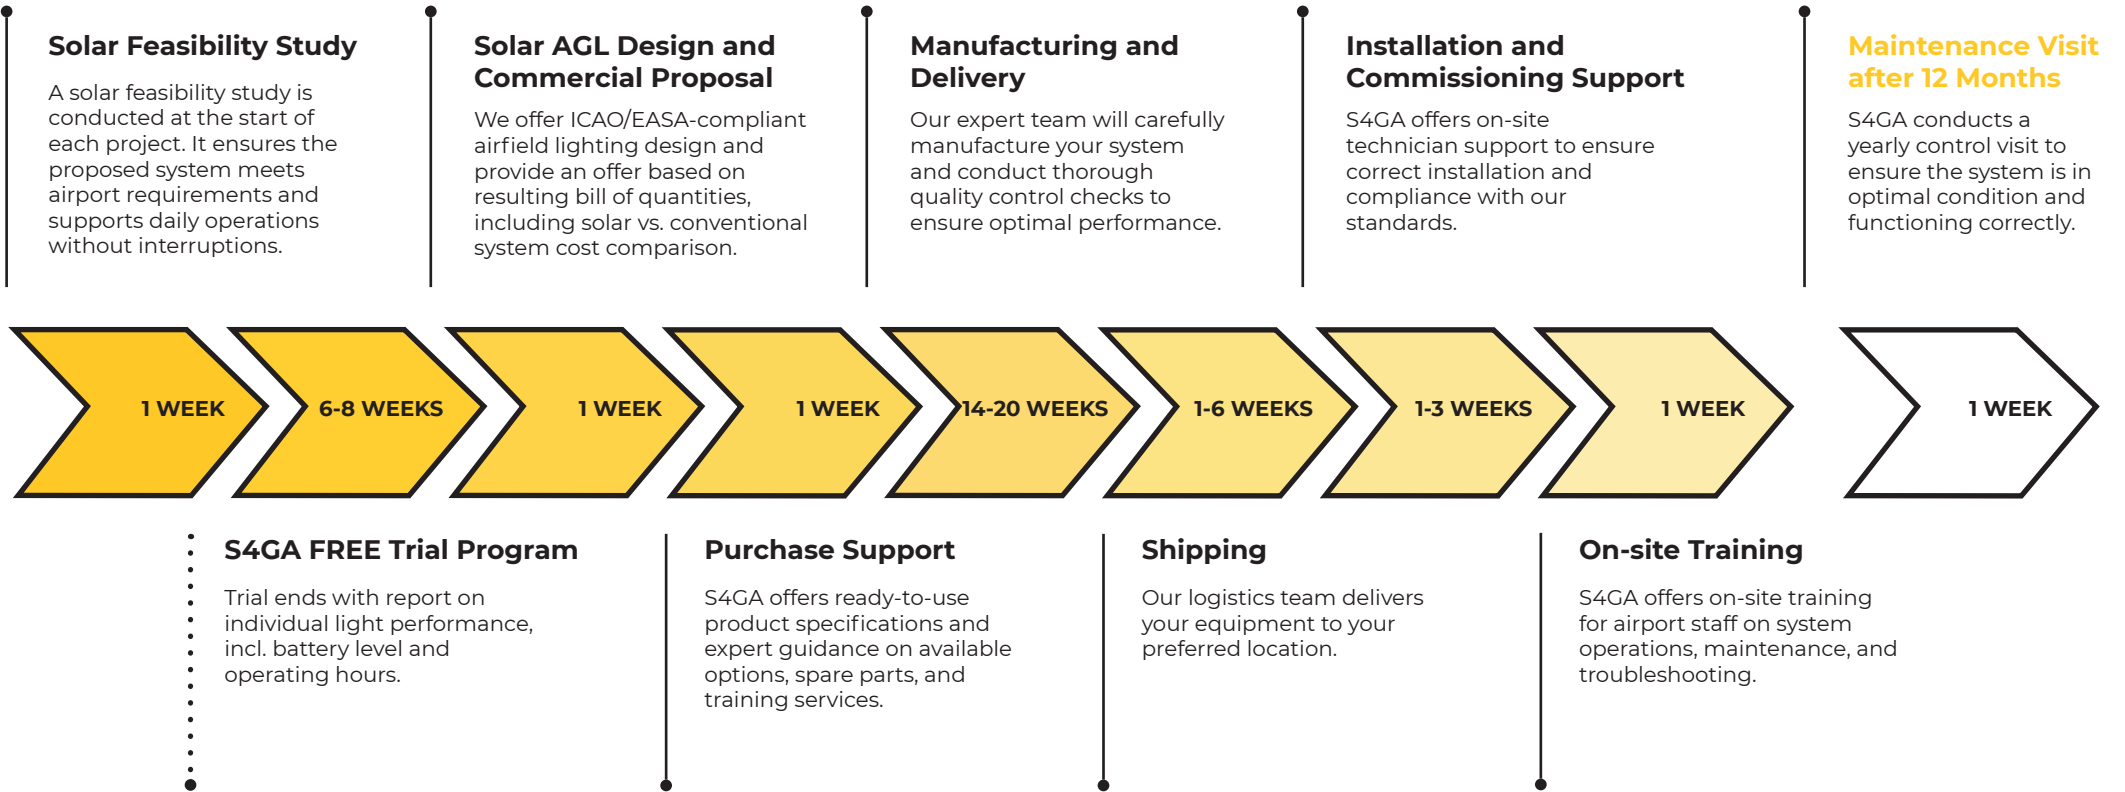 Solar Feasibility Study
A solar feasibility study is
conducted at the start of
each project. It ensures the
proposed system meets
airport requirements and
supports daily operations
without interruptions.
Solar AGL Design and
Commercial Proposal
We offer ICAO/EASA-compliant
airfield lighting design and
provide an offer based on
resulting bill of quantities,
including solar vs. conventional
system cost comparison.
Manufacturing and
Delivery
Our expert team will carefully
manufacture your system
and conduct thorough
quality control checks to
ensure optimal performance.
Installation and
Commissioning Support
S4GA offers on-site
technician support to ensure
correct installation and
compliance with our
standards.
Maintenance Visit
after 12 Months
S4GA conducts a
yearly control visit to
ensure the system is in
optimal condition and
functioning correctly.
1 WEEK
6-8 WEEKS
1 WEEK
1 WEEK
14-20 WEEKS
1-6 WEEKS
1-3 WEEKS
1 WEEK
1 WEEK
S4GA FREE Trial Program
Trial ends with report on
individual light performance,
incl. battery level and
operating hours.
Purchase Support
S4GA offers ready-to-use
product specifications and
expert guidance on available
options, spare parts, and
training services.
Shipping
Our logistics team delivers
your equipment to your
preferred location.
On-site Training
S4GA offers on-site training
for airport staff on system
operations, maintenance, and
troubleshooting.